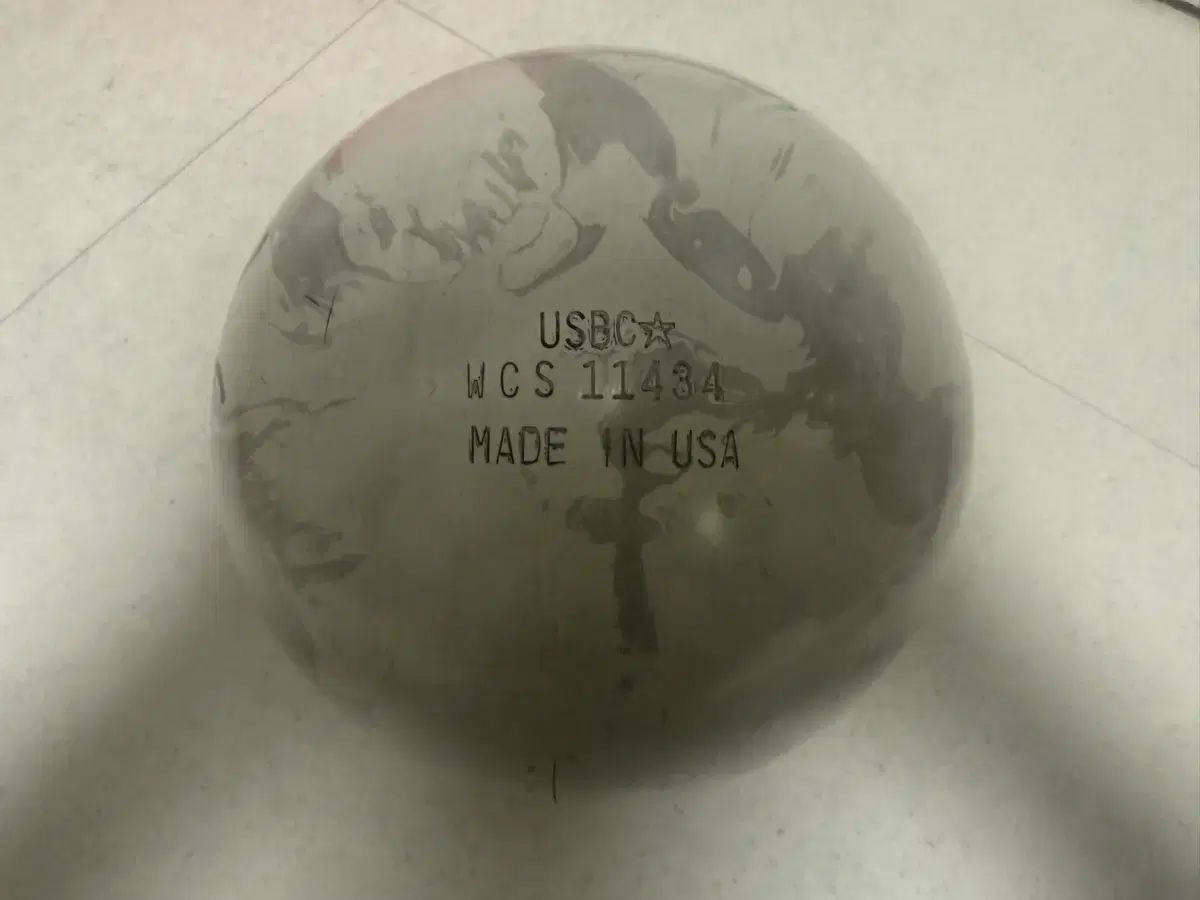 USBC☆
WCS 11434
MADE IN USA